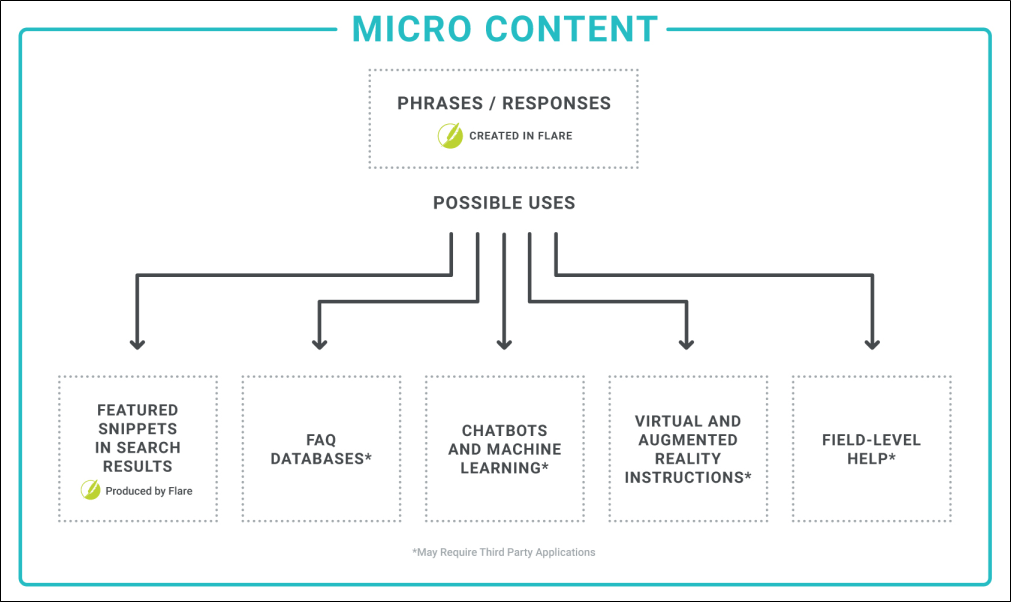 MICRO CONTENT
PHRASES / RESPONSES
CREATED IN FLARE
POSSIBLE USES
FEATURED
SNIPPETS
IN SEARCH
RESULTS
Produced by Flare
FAQ
DATABASES*
CHATBOTS
AND MACHINE
LEARNING*
VIRTUAL AND
AUGMENTED
REALITY
INSTRUCTIONS*
FIELD-LEVEL
HELP*
*May Require Third Party Applications